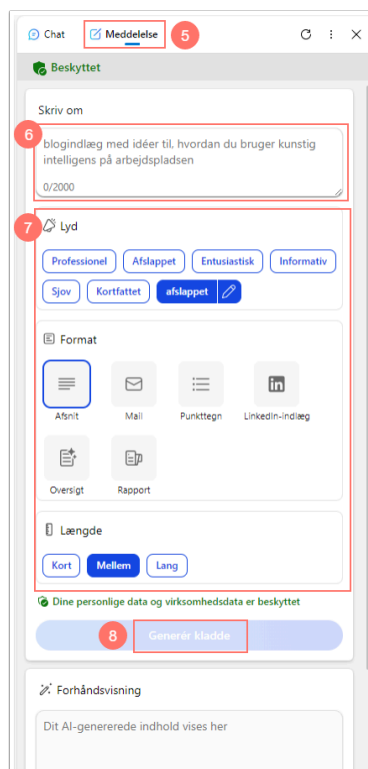 Chat
Meddelelse
5
Beskyttet
Skriv om
6
blogindlæg med idéer til, hvordan du bruger kunstig
intelligens på arbejdspladsen
0/2000
7
Lyd
Professionel Afslappet Entusiastisk Informativ
Sjov Kortfattet afslappet
Format
Afsnit Mail Punkttegn LinkedIn-indlæg
Oversigt Rapport
Længde
Kort Mellem Lang
Dine personlige data og virksomhedsdata er beskyttet
8 Generér kladde
Forhåndsvisning
Dit AI-genererede indhold vises her